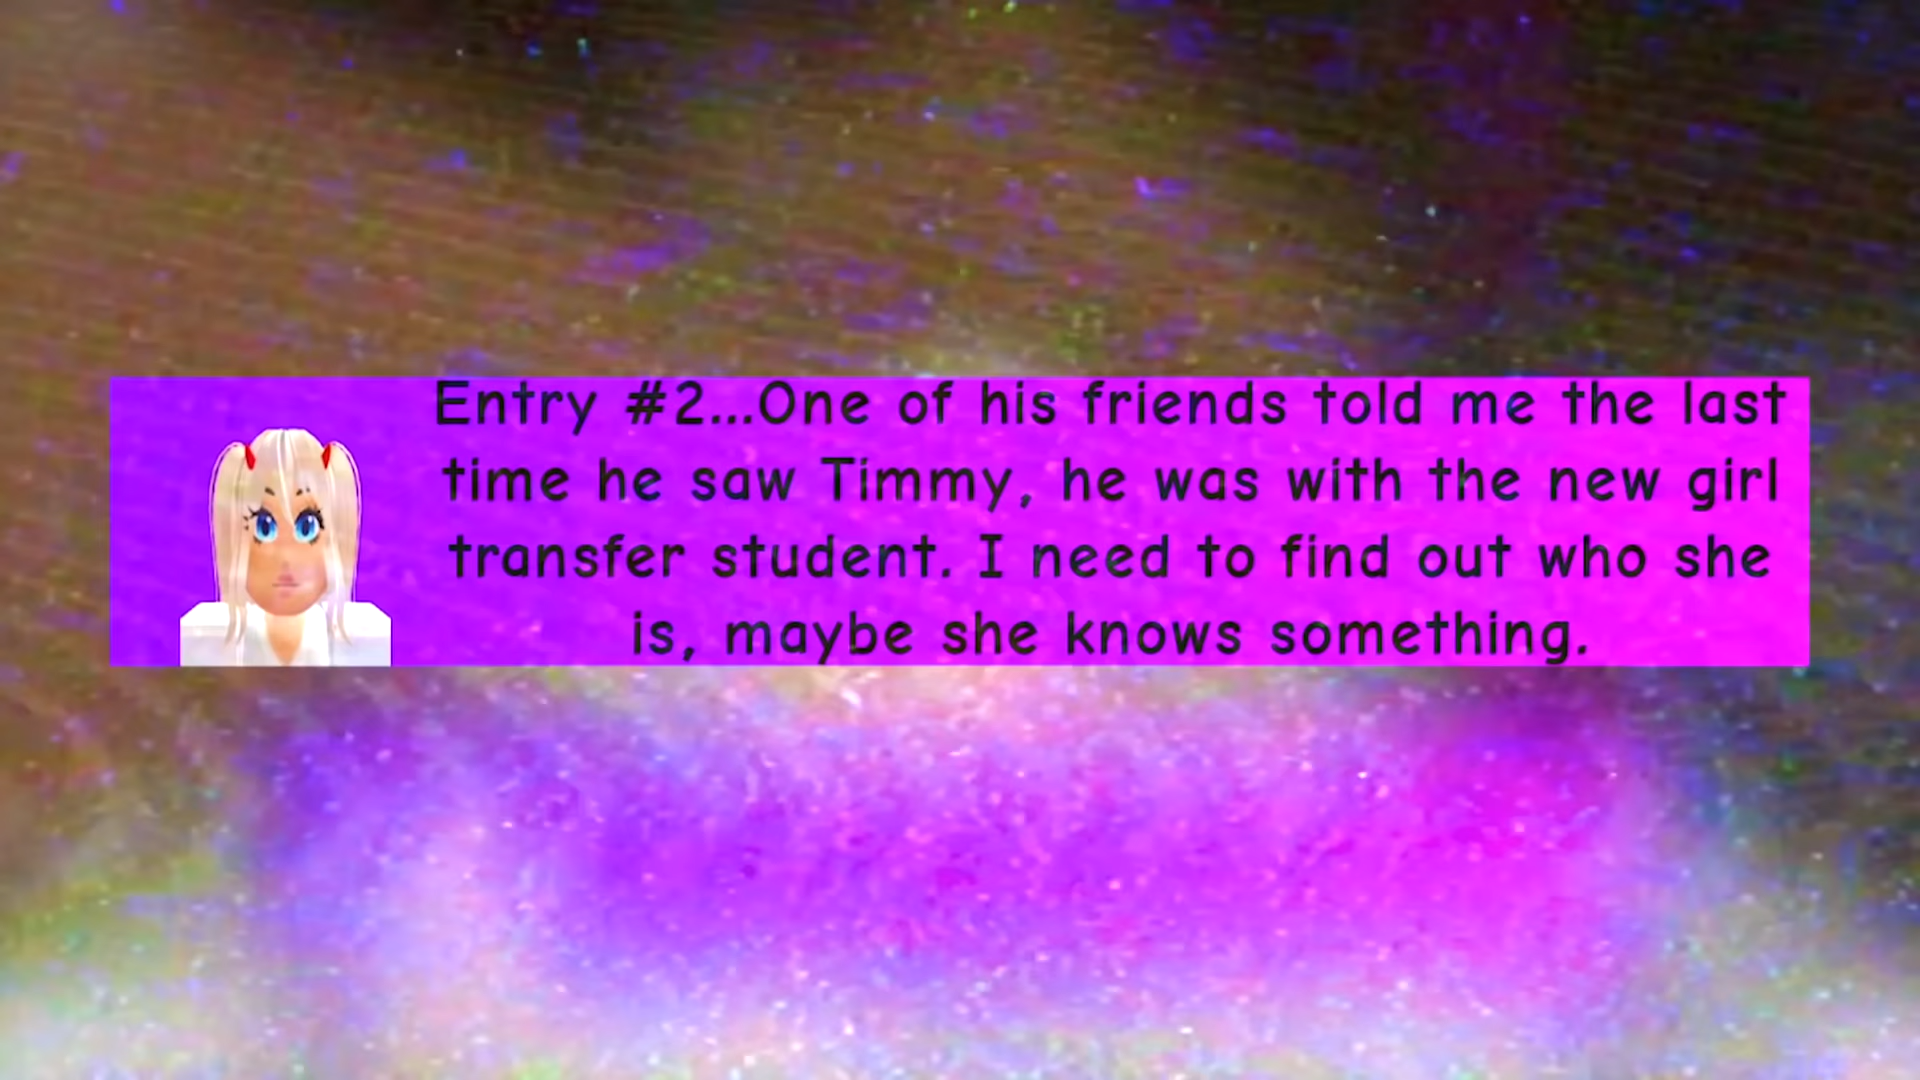 Entry #2...One of his friends told me the last
time he saw Timmy, he was with the new girl
transfer student. I need to find out who she
is, maybe she knows something.